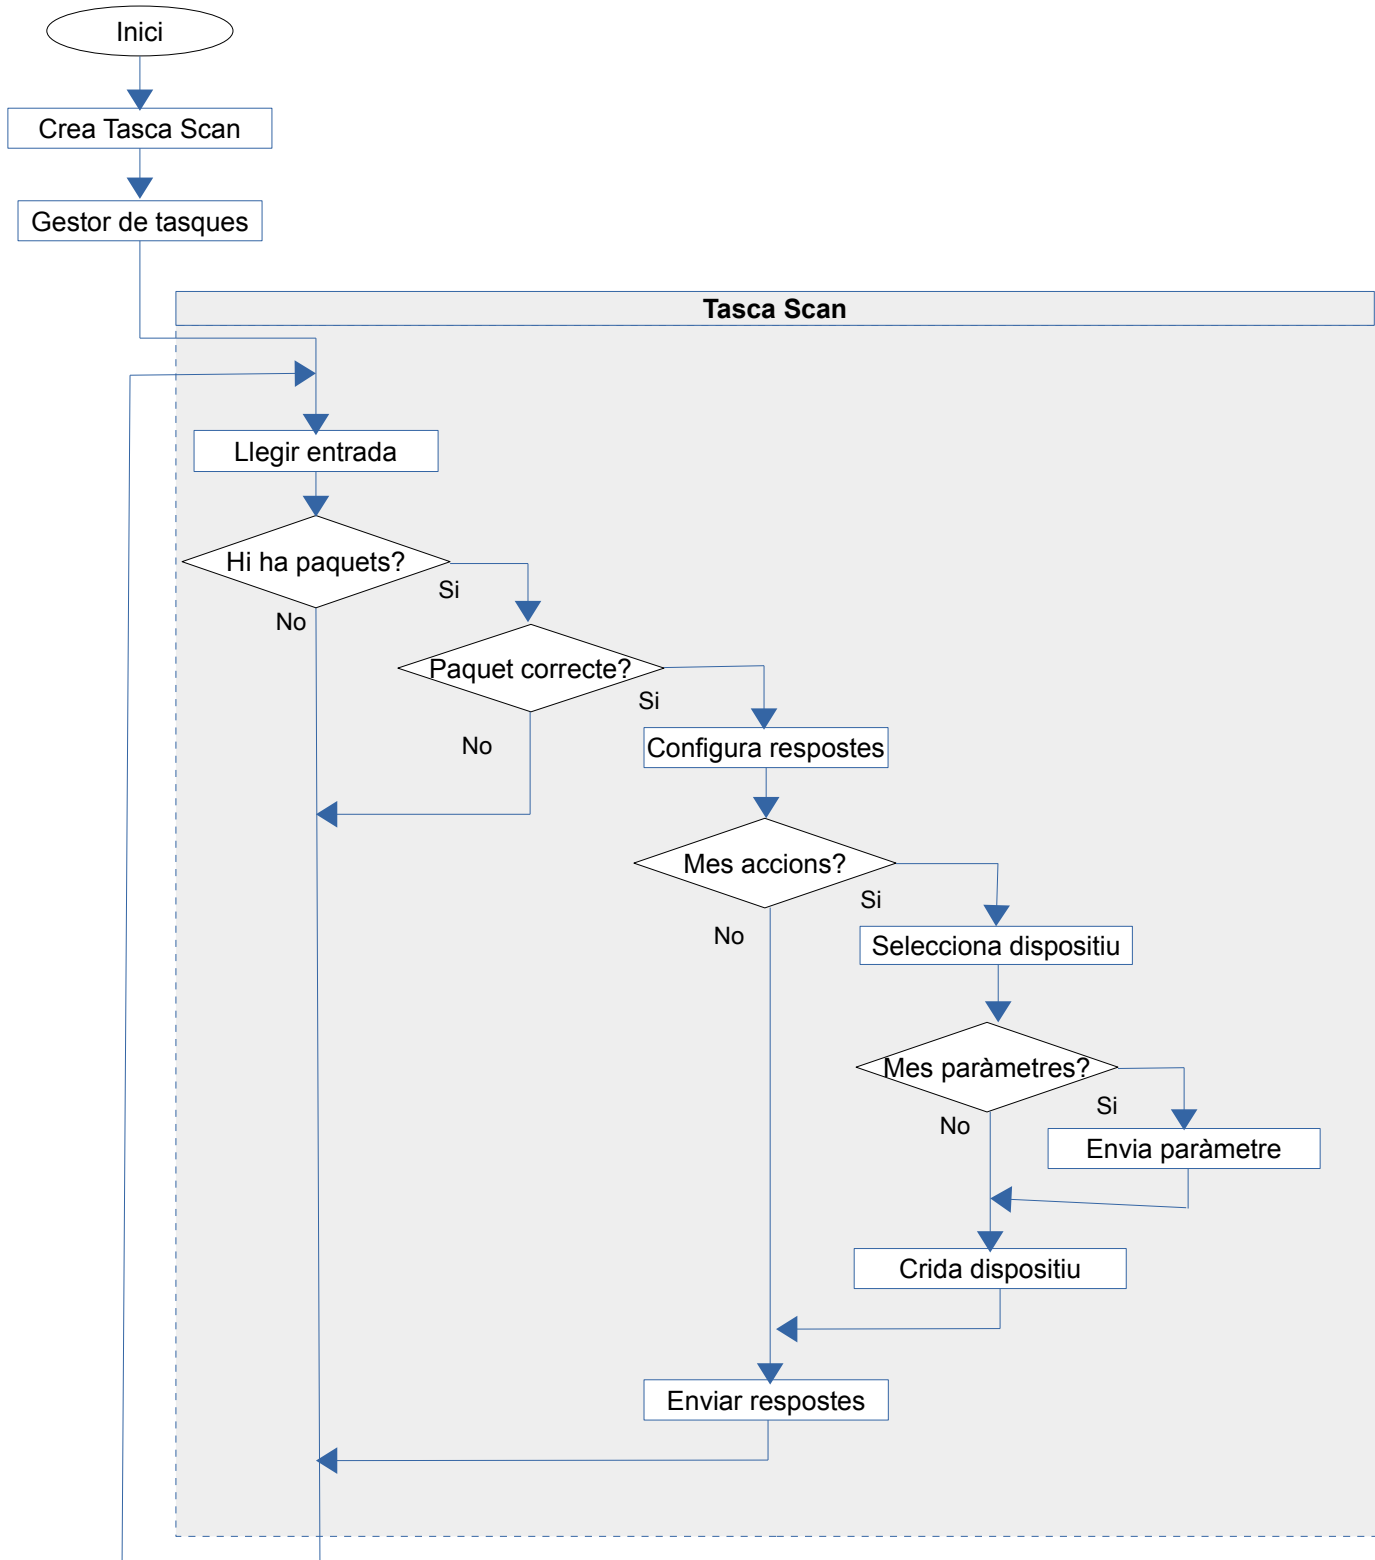 Inici
Crea Tasca Scan
Gestor de tasques
Tasca Scan
Llegir entrada
Hi ha paquets?
Si
No
Paquet correcte?
Si
No
Configura respostes
Mes accions?
Si
No
Selecciona dispositiu
Mes paràmetres?
Si
No
Envia paràmetre
Crida dispositiu
Enviar respostes